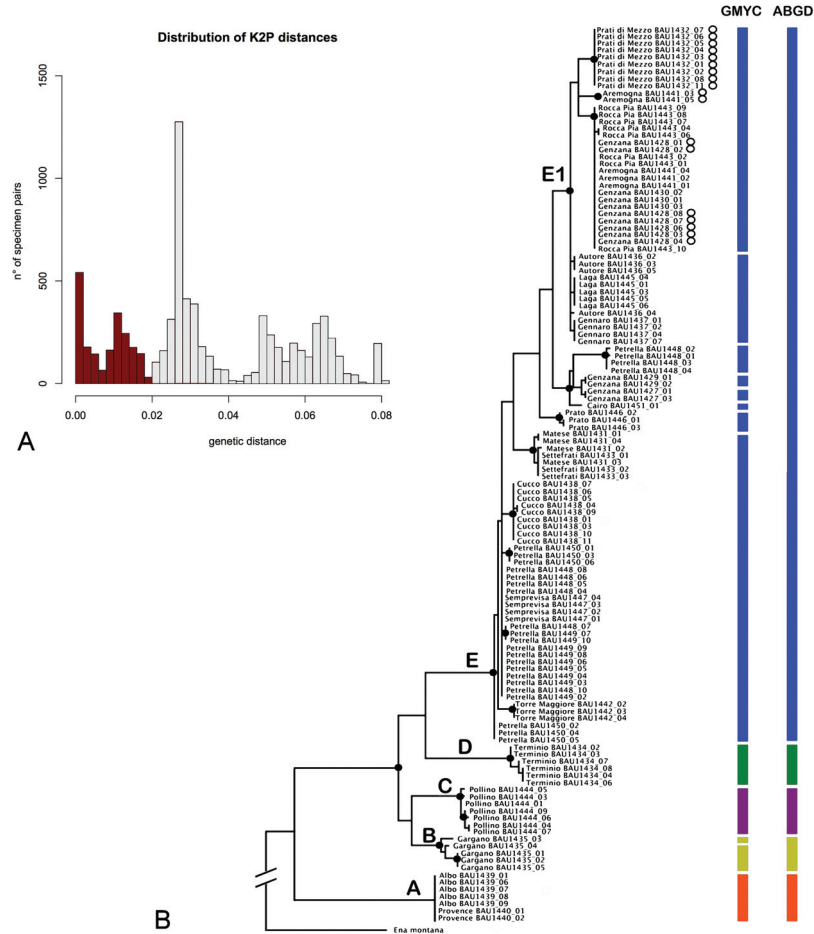 GMYC ABGD
Distribution of K2P distances
n° of specimen pairs
1500
1000
500
0
0.00 0.02 0.04 0.06 0.08
genetic distance
A
Prati di Mezzo BAU1432_07
Prati di Mezzo BAU1432_06
Prati di Mezzo BAU1432_05
Prati di Mezzo BAU1432_04
Prati di Mezzo BAU1432_03
Prati di Mezzo BAU1432_01
Prati di Mezzo BAU1432_02
Prati di Mezzo BAU1432_08
Prati di Mezzo BAU1432_11
Aremogna BAU1441_03
Aremogna BAU1441_05
Rocca Pia BAU1443_09
Rocca Pia BAU1443_08
Rocca Pia BAU1443_07
Rocca Pia BAU1443_04
Rocca Pia BAU1443_06
Genzana BAU1428_01
Genzana BAU1428_02
Rocca Pia BAU1443_02
Rocca Pia BAU1443_01
Aremogna BAU1441_04
Aremogna BAU1441_02
Aremogna BAU1441_01
Genzana BAU1430_02
Genzana BAU1430_01
Genzana BAU1430_03
Genzana BAU1428_08
Genzana BAU1428_07
Genzana BAU1428_06
Genzana BAU1428_03
Genzana BAU1428_04
Rocca Pia BAU1443_10
E1
Autore BAU1436_02
Autore BAU1436_03
Autore BAU1436_05
Laga BAU1445_04
Laga BAU1445_01
Laga BAU1445_03
Laga BAU1445_05
Laga BAU1445_06
Autore BAU1436_04
Gennaro BAU1437_01
Gennaro BAU1437_02
Gennaro BAU1437_04
Gennaro BAU1437_07
Petrella BAU1448_02
Petrella BAU1448_01
Petrella BAU1448_03
Petrella BAU1448_04
Genzana BAU1429_01
Genzana BAU1429_02
Genzana BAU1427_01
Genzana BAU1427_03
Cairo BAU1451_01
Prato BAU1446_02
Prato BAU1446_01
Prato BAU1446_03
Matese BAU1431_01
Matese BAU1431_04
Matese BAU1431_02
Settefrati BAU1433_01
Matese BAU1431_03
Settefrati BAU1433_02
Settefrati BAU1433_03
Cucco BAU1438_07
Cucco BAU1438_06
Cucco BAU1438_05
Cucco BAU1438_04
Cucco BAU1438_09
Cucco BAU1438_01
Cucco BAU1438_03
Cucco BAU1438_10
Cucco BAU1438_11
Petrella BAU1450_01
Petrella BAU1450_03
Petrella BAU1450_06
Petrella BAU1448_08
Petrella BAU1448_06
Petrella BAU1448_05
Petrella BAU1448_04
Semprevisa BAU1447_04
Semprevisa BAU1447_03
Semprevisa BAU1447_02
Semprevisa BAU1447_01
Petrella BAU1448_07
Petrella BAU1449_07
Petrella BAU1449_10
Petrella BAU1449_09
Petrella BAU1449_08
Petrella BAU1449_06
Petrella BAU1449_05
Petrella BAU1449_04
Petrella BAU1449_03
Petrella BAU1448_10
Petrella BAU1449_02
E
Torre Maggiore BAU1442_02
Torre Maggiore BAU1442_03
Torre Maggiore BAU1442_04
Petrella BAU1450_02
Petrella BAU1450_04
Petrella BAU1450_05
D
Terminio BAU1434_02
Terminio BAU1434_03
Terminio BAU1434_07
Terminio BAU1434_08
Terminio BAU1434_04
Terminio BAU1434_06
C
Pollino BAU1444_05
Pollino BAU1444_03
Pollino BAU1444_01
Pollino BAU1444_09
Pollino BAU1444_06
Pollino BAU1444_04
Pollino BAU1444_07
B
Gargano BAU1435_03
Gargano BAU1435_04
Gargano BAU1435_01
Gargano BAU1435_02
Gargano BAU1435_05
A
Albo BAU1439_01
Albo BAU1439_06
Albo BAU1439_07
Albo BAU1439_08
Albo BAU1439_09
Provence BAU1440_01
Provence BAU1440_02
B
Ena montana